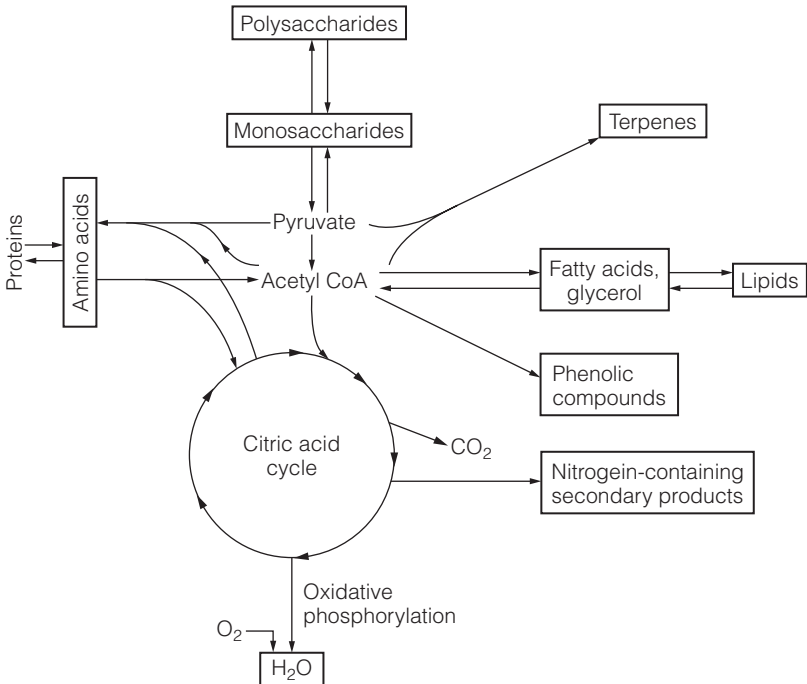 Polysaccharides
Monosaccharides
Terpenes
Proteins
Amino acids
Pyruvate
Acetyl CoA
Fatty acids,
glycerol
Lipids
Phenolic
compounds
Citric acid
cycle
CO2
Nitrogein-containing
secondary products
Oxidative
phosphorylation
O2
H2O